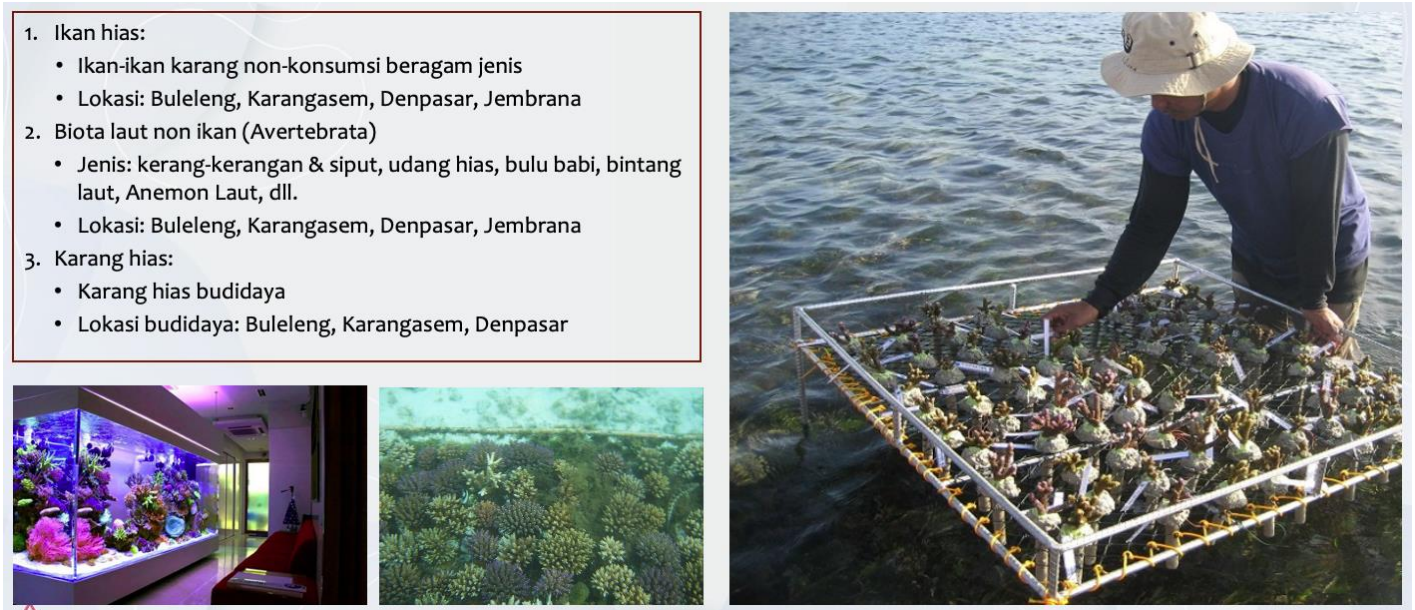 1. Ikan hias:
• Ikan-ikan karang non-konsumsi beragam jenis
• Lokasi: Buleleng, Karangasem, Denpasar, Jembrana
2. Biota laut non ikan (Avertebrata)
• Jenis: kerang-kerangan & siput, udang hias, bulu babi, bintang
laut, Anemon Laut, dll.
• Lokasi: Buleleng, Karangasem, Denpasar, Jembrana
3. Karang hias:
• Karang hias budidaya
• Lokasi budidaya: Buleleng, Karangasem, Denpasar